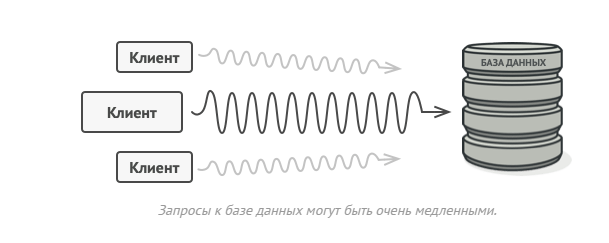 Клиент
БАЗА ДАННЫХ
Клиент
Клиент
Запросы к базе данных могут быть очень медленными.